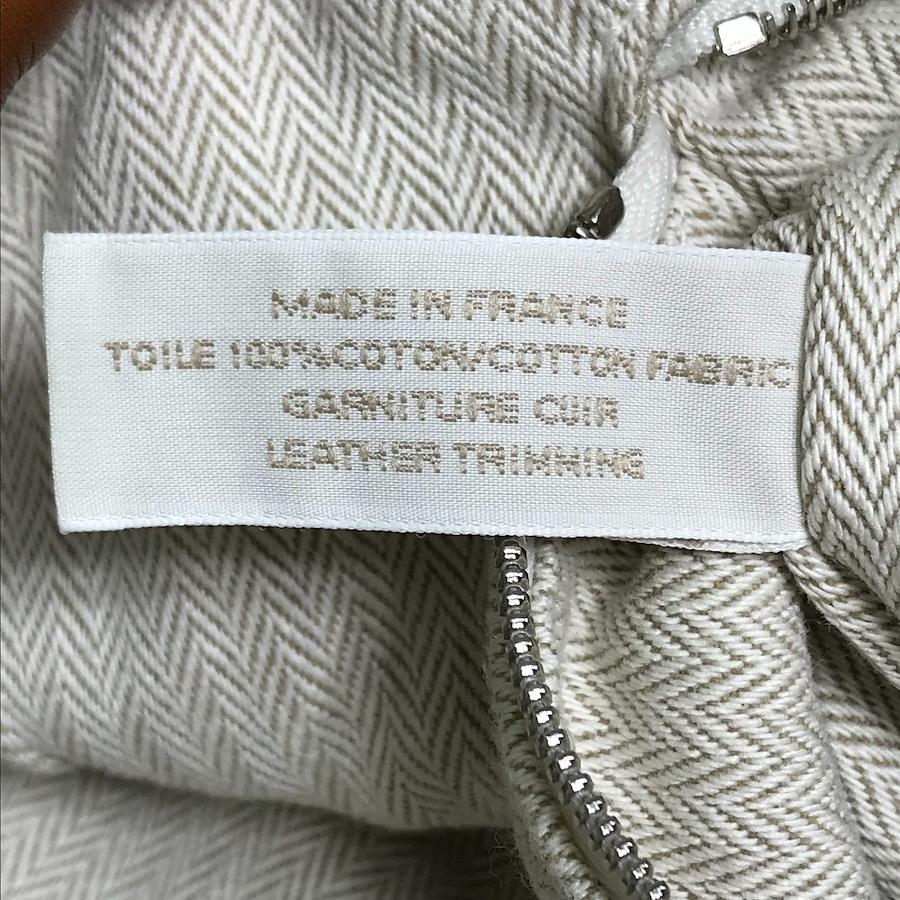 MADE IN FRANCE
TOILE 100%COTON/COTTON FABRIC
GARNITURE CUIR
LEATHER TRIMMING